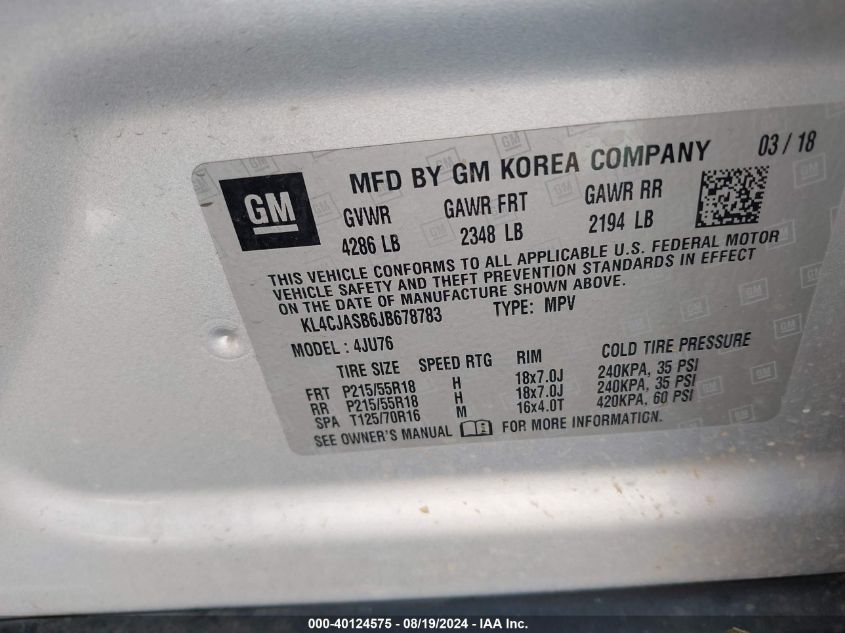 GM
MFD BY GM KOREA COMPANY 03 / 18
GVWR GAWR FRT GAWR RR
4286 LB 2348 LB 2194 LB
THIS VEHICLE CONFORMS TO ALL APPLICABLE U.S. FEDERAL MOTOR
VEHICLE SAFETY AND THEFT PREVENTION STANDARDS IN EFFECT
ON THE DATE OF MANUFACTURE SHOWN ABOVE.
KL4CJASB6JB678783 TYPE: MPV
MODEL : 4JU76
TIRE SIZE SPEED RTG RIM COLD TIRE PRESSURE
FRT P215/55R18 H 18x7.0J 240KPA, 35 PSI
RR P215/55R18 H 18x7.0J 240KPA, 35 PSI
SPA T125/70R16 M 16x4.0T 420KPA, 60 PSI
SEE OWNER'S MANUAL FOR MORE INFORMATION.
000-40124575 - 08/19/2024 - IAA Inc.